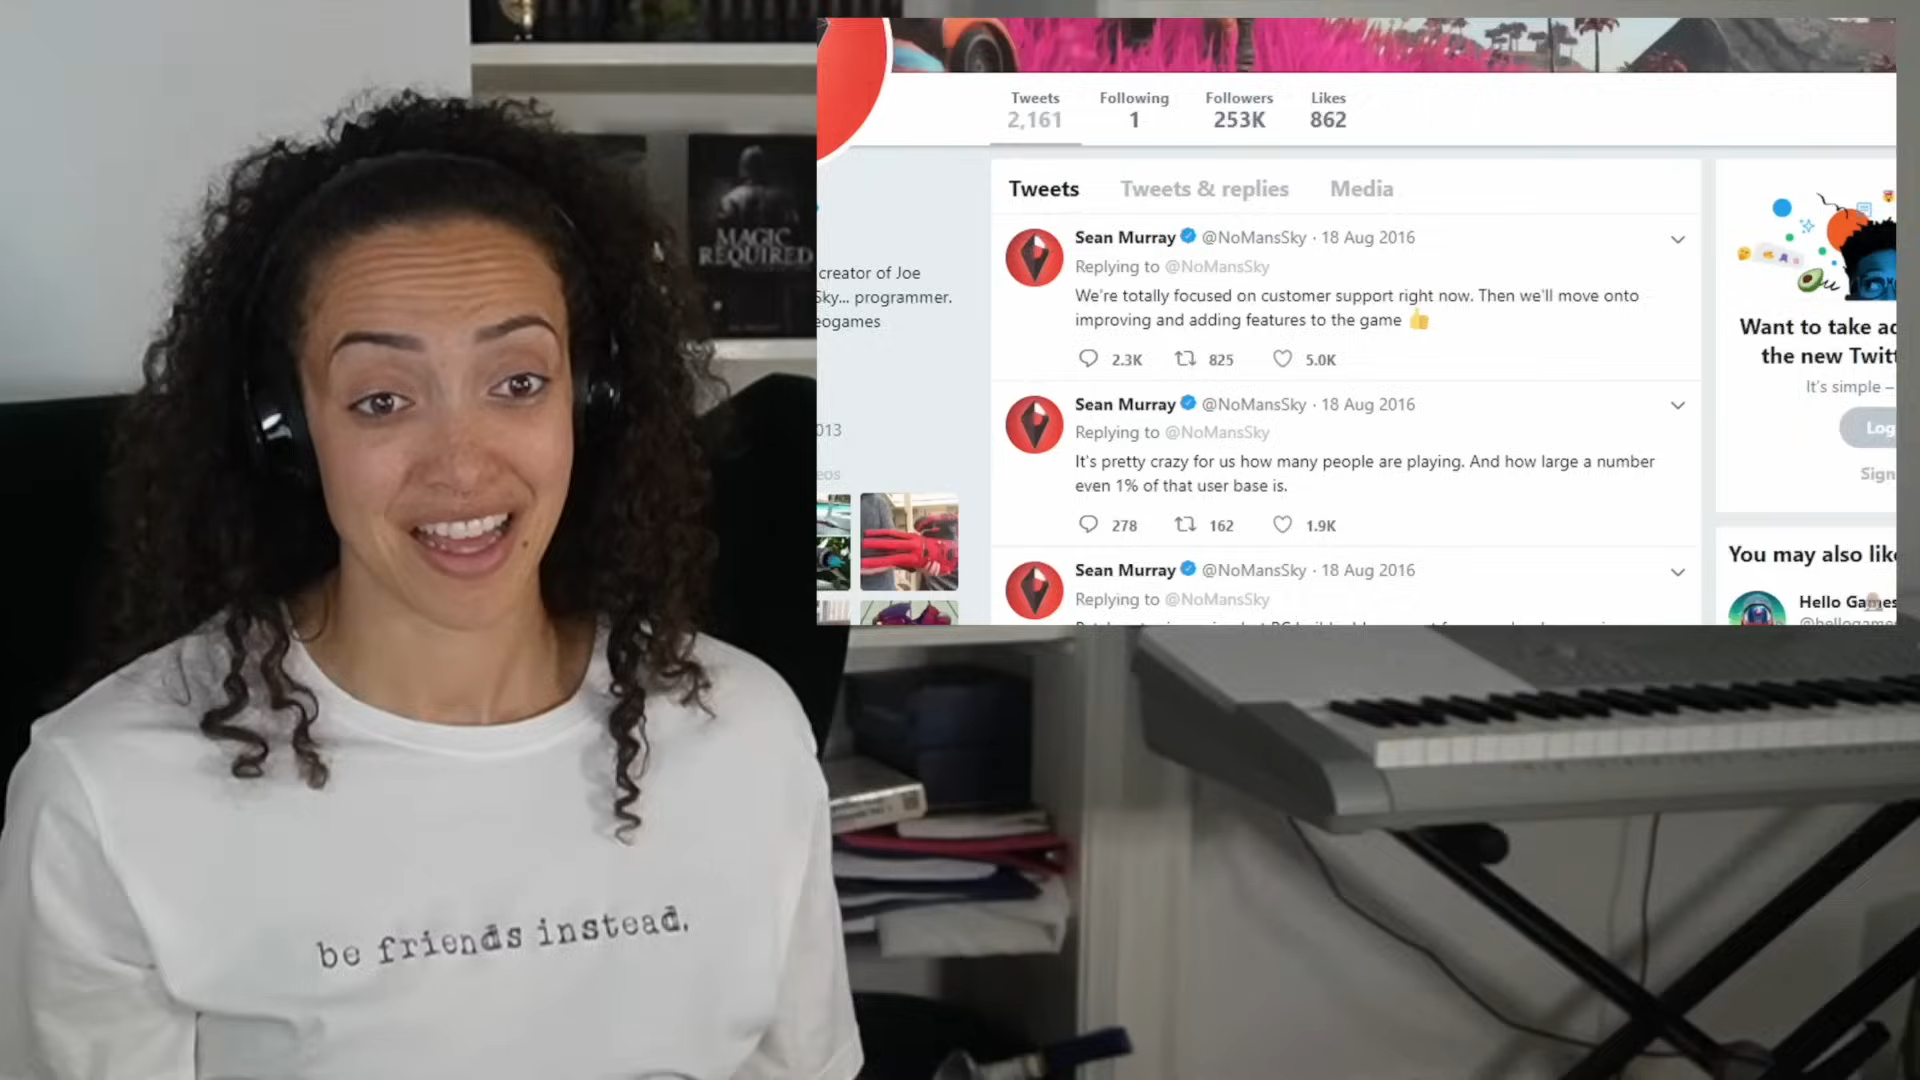 MAGIC
REQUIRED
Tweets Following Followers Likes
2,161 1 253K 862
Tweets Tweets & replies Media
creator of Joe
Sky... programmer.
013
Sean Murray @NoMansSky · 18 Aug 2016
Replying to @NoMansSky
We're totally focused on customer support right now. Then we'll move onto
improving and adding features to the game 👍
2.3K 825 5.0K
Sean Murray @NoMansSky · 18 Aug 2016
Replying to @NoMansSky
It's pretty crazy for us how many people are playing. And how large a number
even 1% of that user base is.
278 162 1.9K
Sean Murray @NoMansSky · 18 Aug 2016
Replying to @NoMansSky
Want to take
the new
It's simple –
Log
Sign
You may also
Hello Games
be friends instead.